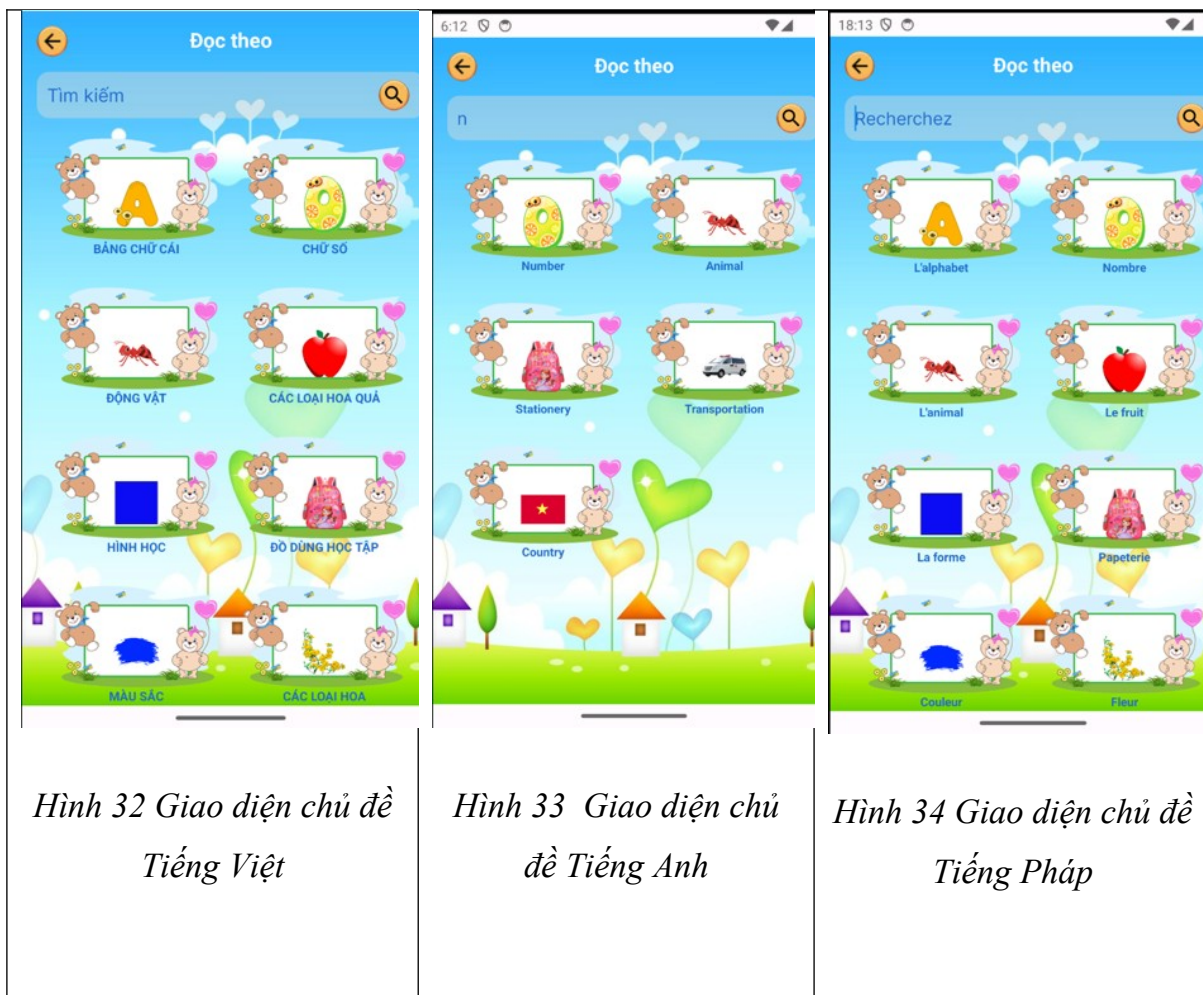 Đọc theo
Tìm kiếm
BẢNG CHỮ CÁI
CHỮ SỐ
ĐỘNG VẬT
CÁC LOẠI HOA QUẢ
HÌNH HỌC
ĐỒ DÙNG HỌC TẬP
MÀU SẮC
CÁC LOẠI HOA
Hình 32 Giao diện chủ đề
Tiếng Việt
6:12
Đọc theo
n
Number
Animal
Stationery
Transportation
Country
Hình 33 Giao diện chủ
đề Tiếng Anh
18:13
Đọc theo
Recherchez
L'alphabet
Nombre
L'animal
Le fruit
La forme
Papeterie
Couleur
Fleur
Hình 34 Giao diện chủ đề
Tiếng Pháp